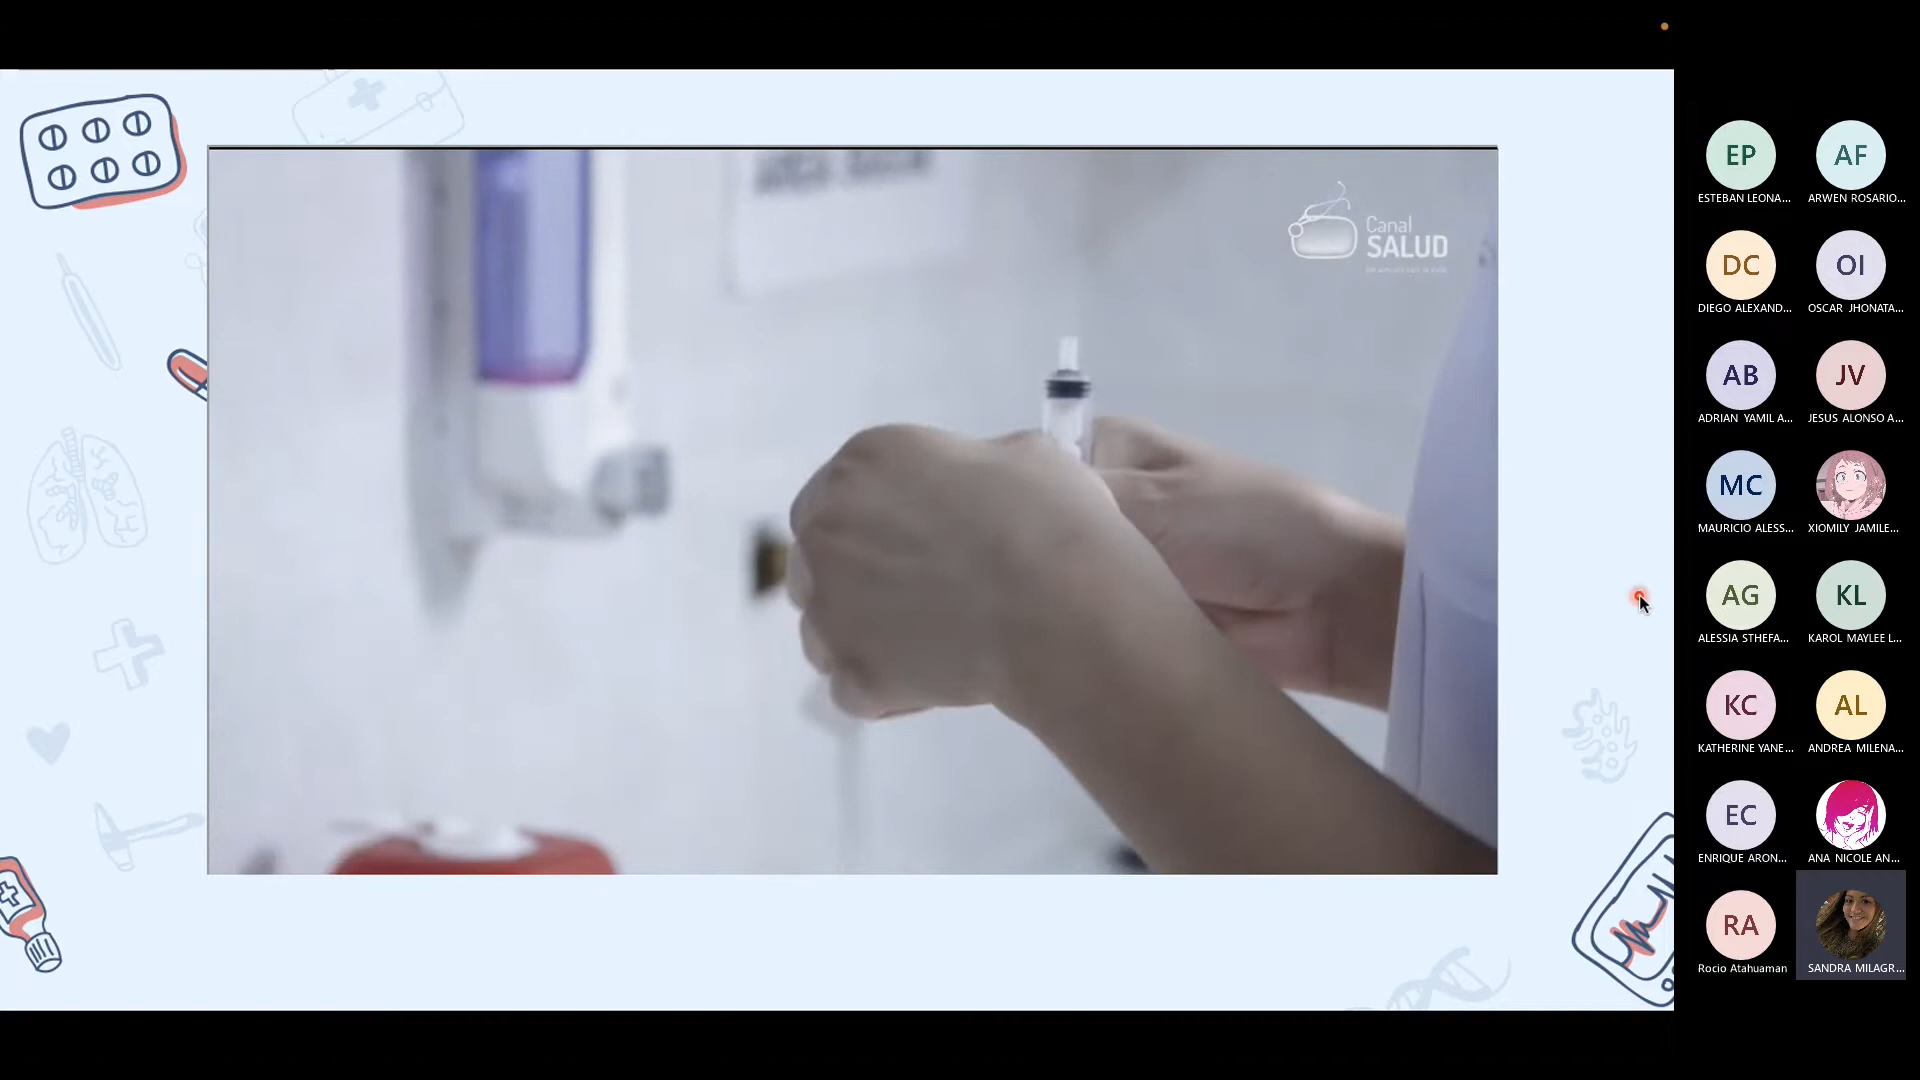 Canal
SALUD
EP
AF
ESTEBAN LEONA...
ARWEN ROSARIO...
DC
OI
DIEGO ALEXAND...
OSCAR JHONATA...
AB
JV
ADRIAN YAMIL A...
JESUS ALONSO A...
MC
MAURICIO ALESS...
XIOMILY JAMILE...
AG
KL
ALESSIA STHEFA...
KAROL MAYLEE L...
KC
AL
KATHERINE YANE...
ANDREA MILENA...
EC
ENRIQUE ARON...
ANA NICOLE AN...
RA
Rocio Atahuaman
SANDRA MILAGR...